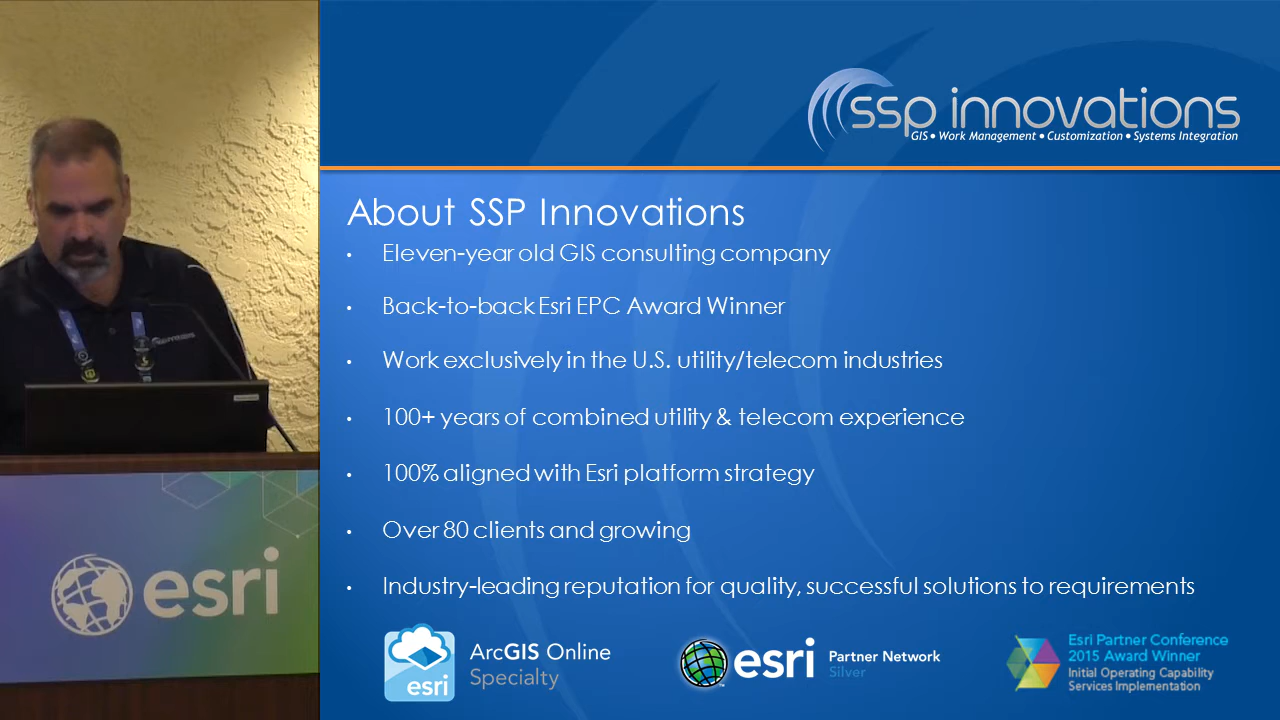 ssp innovations
GIS • Work Management • Customization • Systems Integration
About SSP Innovations
• Eleven-year old GIS consulting company
• Back-to-back Esri EPC Award Winner
• Work exclusively in the U.S. utility/telecom industries
• 100+ years of combined utility & telecom experience
• 100% aligned with Esri platform strategy
• Over 80 clients and growing
• Industry-leading reputation for quality, successful solutions to requirements
esri
ArcGIS Online
Specialty
esri
esri
Partner Network
Silver
Esri Partner Conference
2015 Award Winner
Initial Operating Capability
Services Implementation